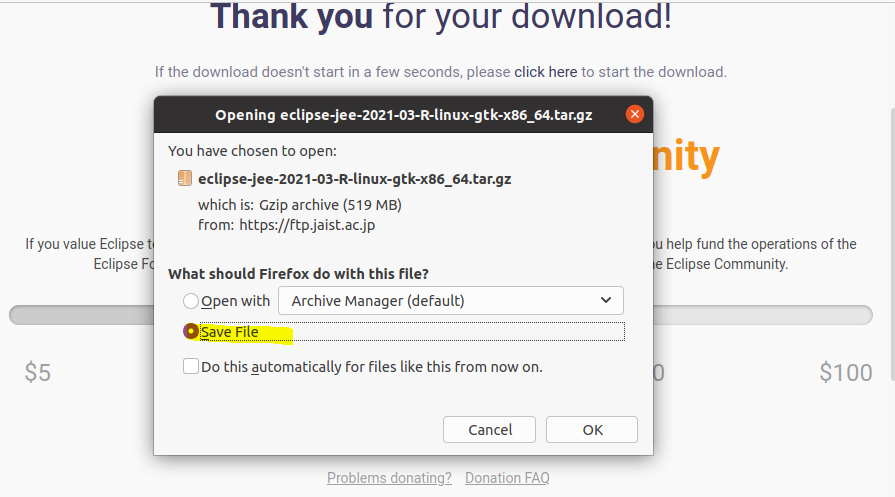 Thank you for your download!
If the download doesn't start in a few seconds, please click here to start the download.
Opening eclipse-jee-2021-03-R-linux-gtk-x86_64.tar.gz
You have chosen to open:
eclipse-jee-2021-03-R-linux-gtk-x86_64.tar.gz
which is: Gzip archive (519 MB)
from: https://ftp.jaist.ac.jp
nity
If you value Eclipse
help fund the operations of the
Eclipse
Eclipse Community.
What should Firefox do with this file?
Open with
Archive Manager (default)
Save File
Do this automatically for files like this from now on.
$5
0
$100
Cancel
OK
Problems donating?
Donation FAQ